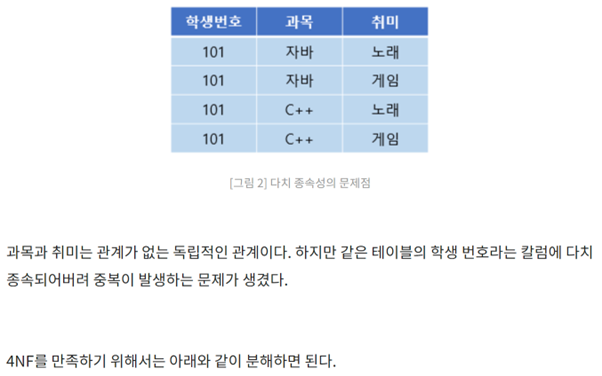 학생번호 과목 취미
101 자바 노래
101 자바 게임
101 C++ 노래
101 C++ 게임
[그림 2] 다치 종속성의 문제점
과목과 취미는 관계가 없는 독립적인 관계이다. 하지만 같은 테이블의 학생 번호라는 칼럼에 다치
종속되어버려 중복이 발생하는 문제가 생겼다.
4NF를 만족하기 위해서는 아래와 같이 분해하면 된다.